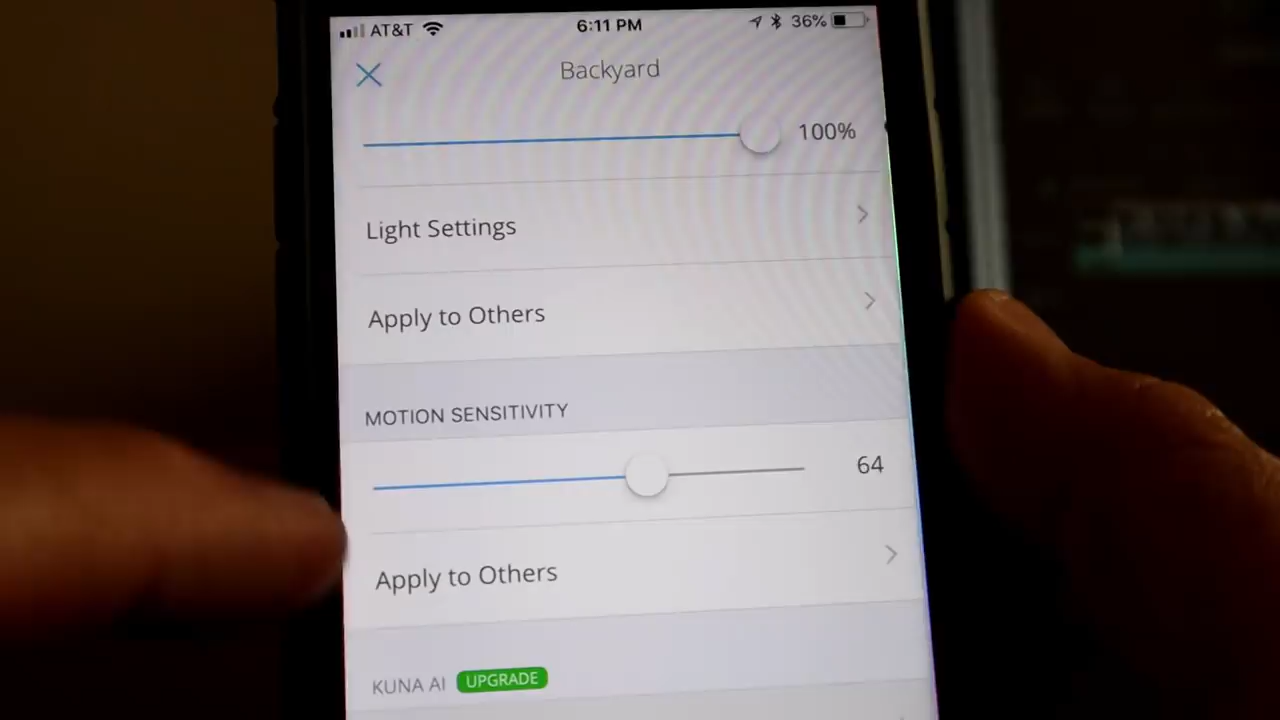 AT&T 6:11 PM 36%
Backyard
100%
Light Settings
Apply to Others
MOTION SENSITIVITY
64
Apply to Others
KUNA AI UPGRADE